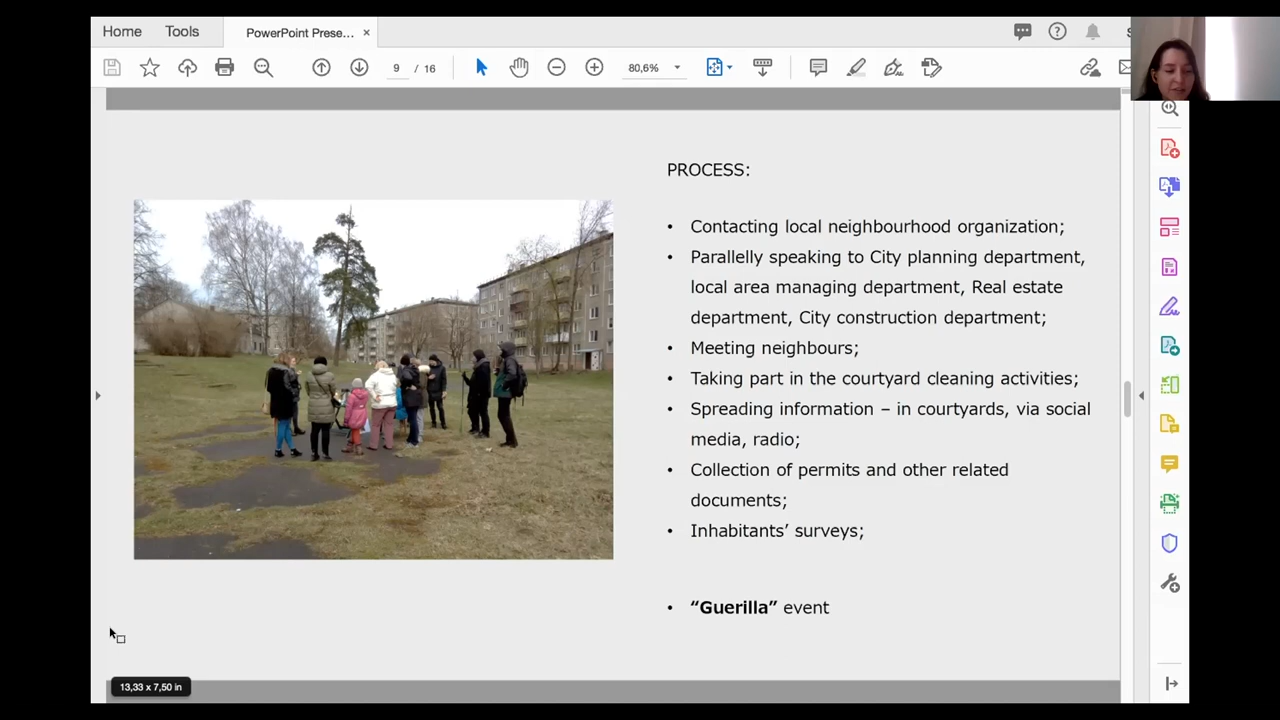 Home Tools PowerPoint Prese... ×
9 / 16 80,6%
PROCESS:
• Contacting local neighbourhood organization;
• Parallelly speaking to City planning department,
local area managing department, Real estate
department, City construction department;
• Meeting neighbours;
• Taking part in the courtyard cleaning activities;
• Spreading information – in courtyards, via social
media, radio;
• Collection of permits and other related
documents;
• Inhabitants’ surveys;
• “Guerilla” event
13,33 x 7,50 in